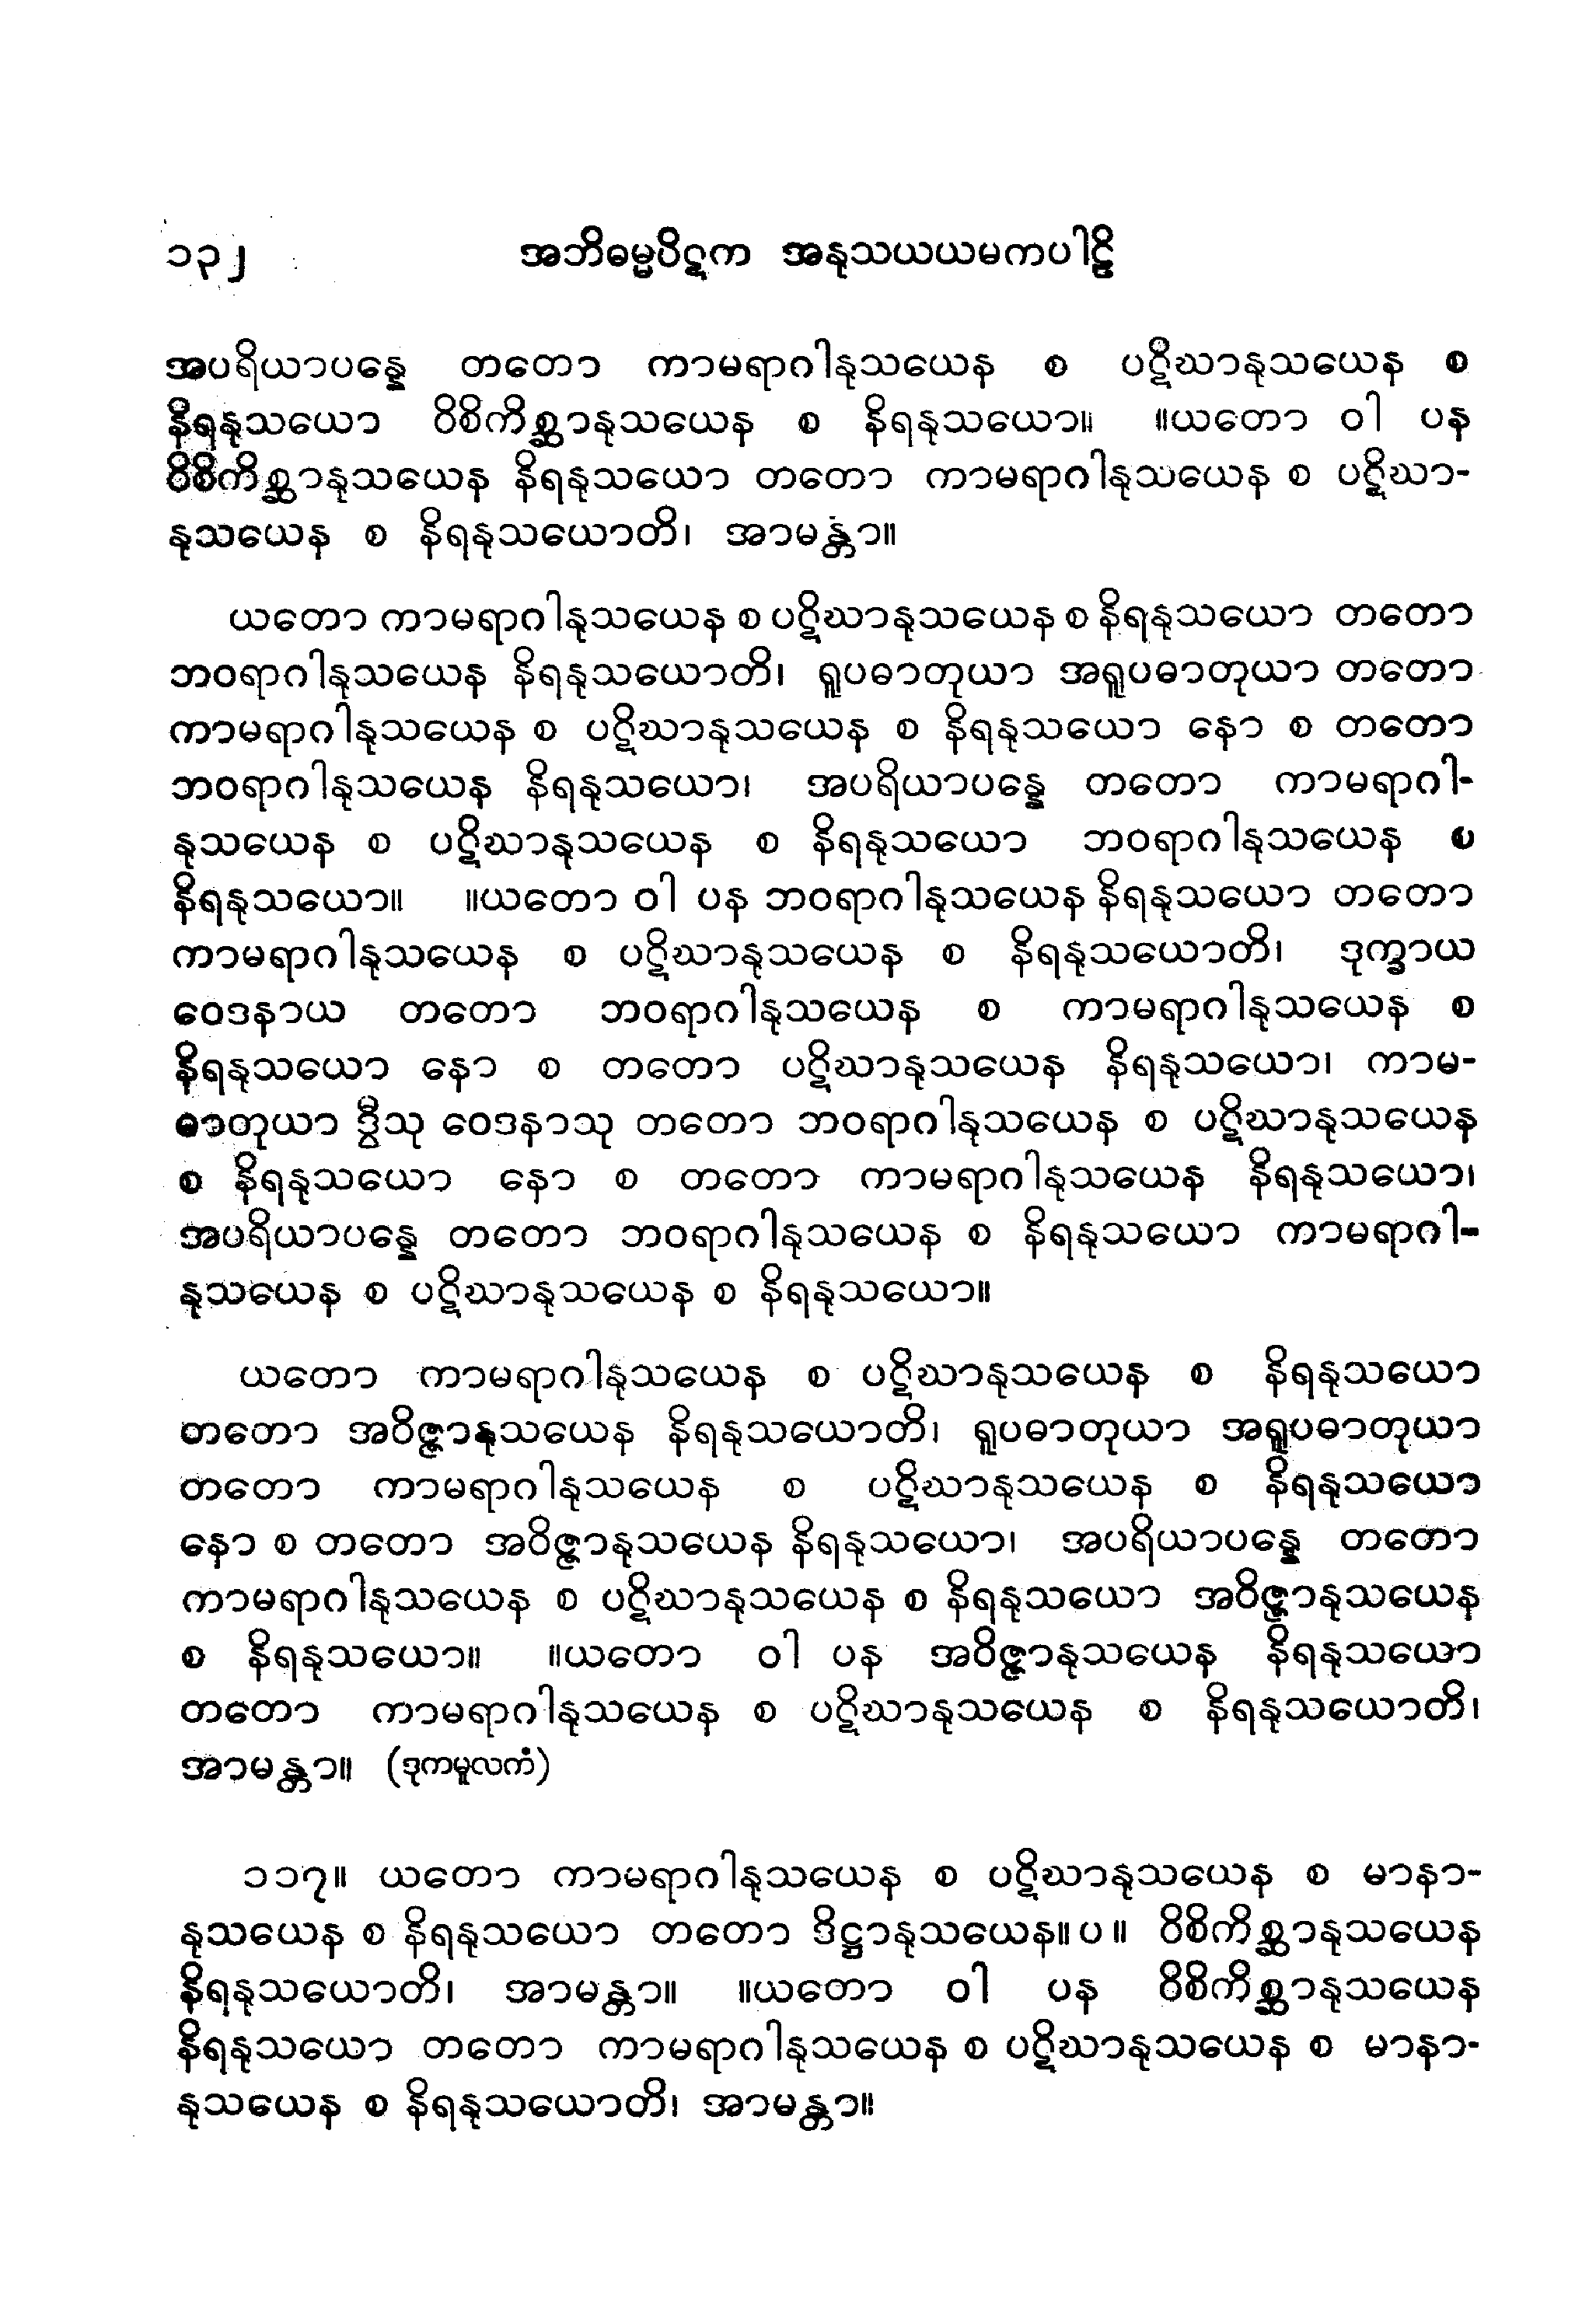 ၁၃၂ အဘိဓမ္မပိဋက အနုသယယမကပါဠိ
အပရိယာပန္နေ တတော ကာမရာဂါနုသယေန စ ပဋိဃာနုသယေန စ
နိရနုသယော ဝိစိကိစ္ဆာနုသယေန စ နိရနုသယော။ ။ယတော ဝါ ပန
ဝိစိကိစ္ဆာနုသယေန နိရနုသယော တတော ကာမရာဂါနုသယေန စ ပဋိဃာ-
နုသယေန စ နိရနုသယောတိ၊ အာမန္တာ။
ယတော ကာမရာဂါနုသယေန စ ပဋိဃာနုသယေန စ နိရနုသယော တတော
ဘဝရာဂါနုသယေန နိရနုသယောတိ၊ ရူပဓာတုယာ အရူပဓာတုယာ တတော
ကာမရာဂါနုသယေန စ ပဋိဃာနုသယေန စ နိရနုသယော နော စ တတော
ဘဝရာဂါနုသယေန နိရနုသယော၊ အပရိယာပန္နေ တတော ကာမရာဂါ-
နုသယေန စ ပဋိဃာနုသယေန စ နိရနုသယော ဘဝရာဂါနုသယေန စ
နိရနုသယော။ ။ယတော ဝါ ပန ဘဝရာဂါနုသယေန နိရနုသယော တတော
ကာမရာဂါနုသယေန စ ပဋိဃာနုသယေန စ နိရနုသယောတိ၊ ဒုက္ခာယ
ဝေဒနာယ တတော ဘဝရာဂါနုသယေန စ ကာမရာဂါနုသယေန စ
နိရနုသယော နော စ တတော ပဋိဃာနုသယေန နိရနုသယော၊ ကာမ-
ဓာတုယာ ဒွီသု ဝေဒနာသု တတော ဘဝရာဂါနုသယေန စ ပဋိဃာနုသယေန
စ နိရနုသယော နော စ တတော ကာမရာဂါနုသယေန နိရနုသယော၊
အပရိယာပန္နေ တတော ဘဝရာဂါနုသယေန စ နိရနုသယော ကာမရာဂါ-
နုသယေန စ ပဋိဃာနုသယေန စ နိရနုသယော။
ယတော ကာမရာဂါနုသယေန စ ပဋိဃာနုသယေန စ နိရနုသယော
တတော အဝိဇ္ဇာနုသယေန နိရနုသယောတိ၊ ရူပဓာတုယာ အရူပဓာတုယာ
တတော ကာမရာဂါနုသယေန စ ပဋိဃာနုသယေန စ နိရနုသယော
နော စ တတော အဝိဇ္ဇာနုသယေန နိရနုသယော၊ အပရိယာပန္နေ တတော
ကာမရာဂါနုသယေန စ ပဋိဃာနုသယေန စ နိရနုသယော အဝိဇ္ဇာနုသယေန
စ နိရနုသယော။ ။ယတော ဝါ ပန အဝိဇ္ဇာနုသယေန နိရနုသယော
တတော ကာမရာဂါနုသယေန စ ပဋိဃာနုသယေန စ နိရနုသယောတိ၊
အာမန္တာ။ (ဒုကမူလကံ)
၁၁၇။ ယတော ကာမရာဂါနုသယေန စ ပဋိဃာနုသယေန စ မာနာ-
နုသယေန စ နိရနုသယော တတော ဒိဋ္ဌာနုသယေန။ပ။ ဝိစိကိစ္ဆာနုသယေန
နိရနုသယောတိ၊ အာမန္တာ။ ။ယတော ဝါ ပန ဝိစိကိစ္ဆာနုသယေန
နိရနုသယော တတော ကာမရာဂါနုသယေန စ ပဋိဃာနုသယေန စ မာနာ-
နုသယေန စ နိရနုသယောတိ၊ အာမန္တာ။